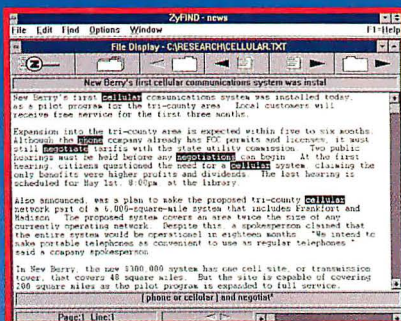 ZyFIND - news
File Edit Find Options Window F1=Help
File Display - C:\RESEARCH\CELLULAR.TXT
New Berry's first cellular communications system was instal
New Berry's first cellular communications system was installed today,
as a pilot program for the tri-county area Local customers will
receive free service for the first three months.
Expansion into the tri-county area is expected within five to six months.
Although the phone company already has FCC permits and licenses, it must
still negotiate tariffs with the state utility commission Two public
hearings must be held before any negotiations can begin At the first
hearing, citizens questioned the need for a cellular system, claiming the
only benefits were higher profits and dividends. The last hearing is
scheduled for May 1st, 8:00pm, at the library.
Also announced, was a plan to make the proposed tri-county cellular
network part of a 6,000-square-mile system that includes Frankfort and
Madison. The proposed system covers an area twice the size of any
currently operating network. Despite this, a spokesperson claimed that
the entire system would be operational in eighteen months "We intend to
make portable telephones as convenient to use as regular telephones,"
said a company spokesperson
In New Berry, the new $300,000 system has one cell site, or transmission
tower, that covers 48 square miles. But the site is capable of covering
200 square miles as the pilot program is expanded to full service.
[phone or cellular] and negotiat*
Page:1 Line:1